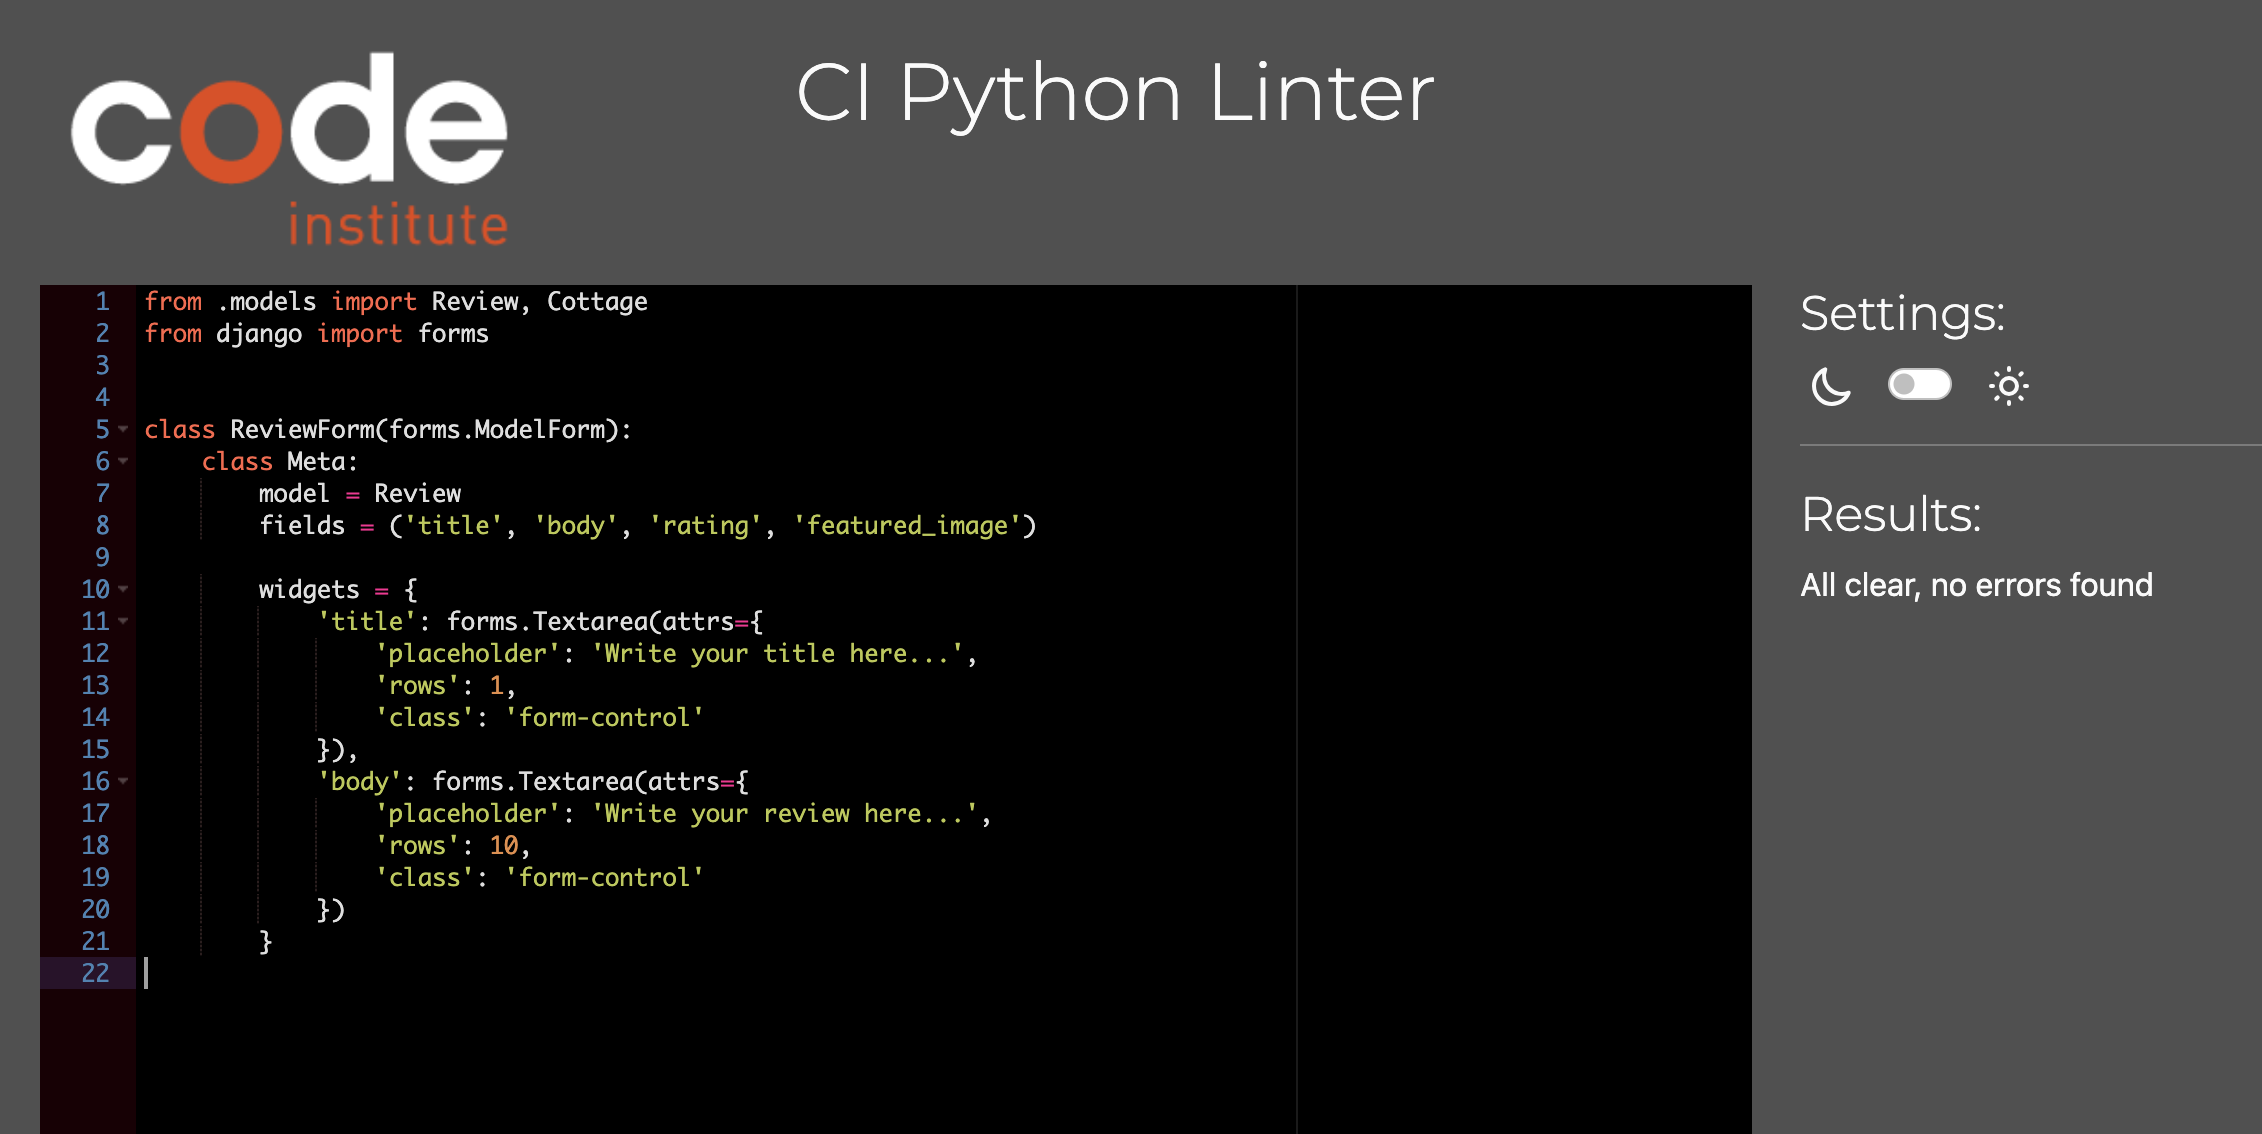 code
institute
CI Python Linter
1 from .models import Review, Cottage
2 from django import forms
3
4
5 class ReviewForm(forms.ModelForm):
6     class Meta:
7         model = Review
8         fields = ('title', 'body', 'rating', 'featured_image')
9
10         widgets = {
11             'title': forms.Textarea(attrs={
12                 'placeholder': 'Write your title here...',
13                 'rows': 1,
14                 'class': 'form-control'
15             }),
16             'body': forms.Textarea(attrs={
17                 'placeholder': 'Write your review here...',
18                 'rows': 10,
19                 'class': 'form-control'
20             })
21         }
22
Settings:
Results:
All clear, no errors found